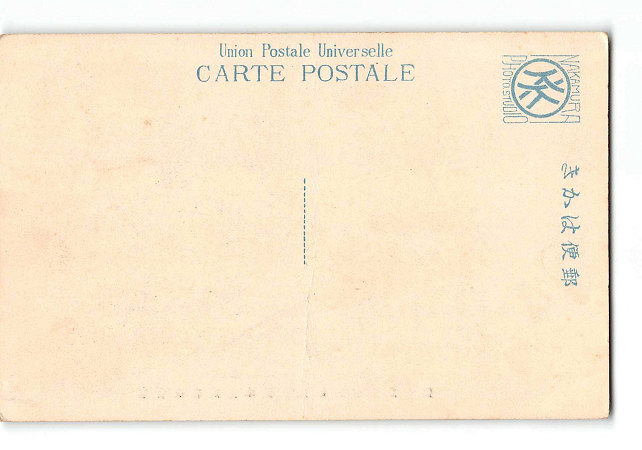 Union Postale Universelle
CARTE POSTALE
NAKAMURA
PHOTO.STUDIO
きかは便郵